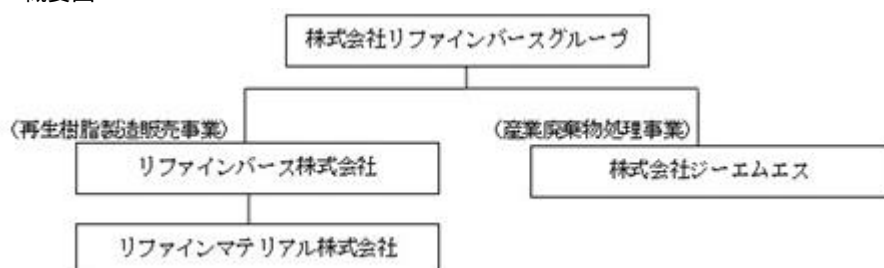 株式会社リファインバースグループ
（再生樹脂製造販売事業）
（産業廃棄物処理事業）
リファインバース株式会社
株式会社ジーエムエス
リファインマテリアル株式会社